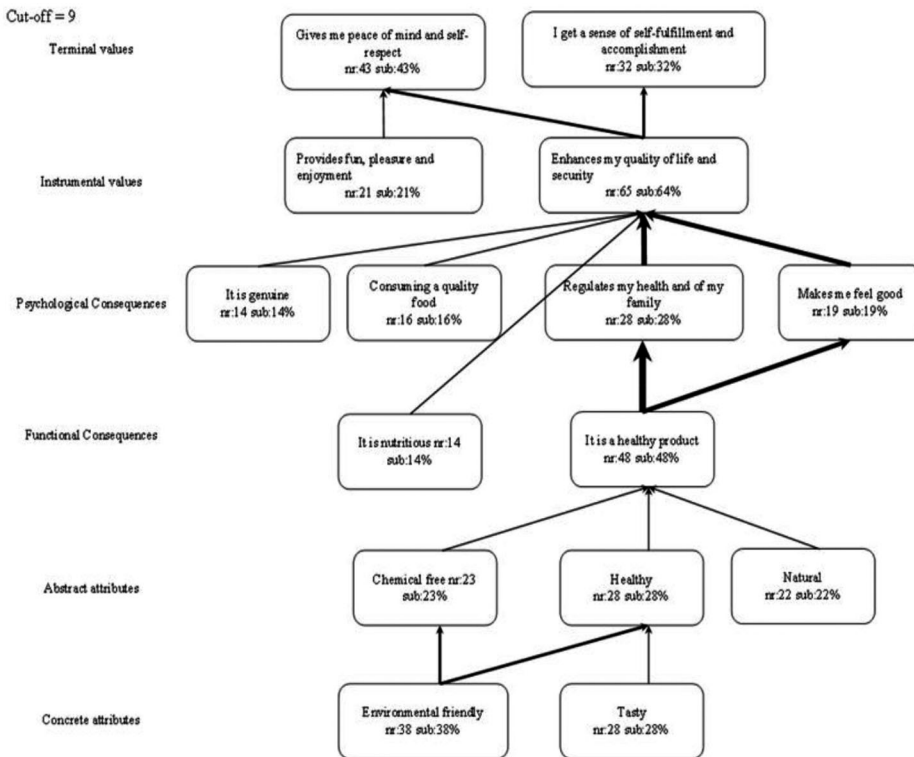 Cut-off = 9
Terminal values
Gives me peace of mind and self-
respect
nr:43 sub:43%
I get a sense of self-fulfillment and
accomplishment
nr:32 sub:32%
Instrumental values
Provides fun, pleasure and
enjoyment
nr:21 sub:21%
Enhances my quality of life and
security
nr:65 sub:64%
Psychological Consequences
It is genuine
nr:14 sub:14%
Consuming a quality
food
nr:16 sub:16%
Regulates my health and of my
family
nr:28 sub:28%
Makes me feel good
nr:19 sub:19%
Functional Consequences
It is nutritious nr:14
sub:14%
It is a healthy product
nr:48 sub:48%
Abstract attributes
Chemical free nr:23
sub:23%
Healthy
nr:28 sub:28%
Natural
nr:22 sub:22%
Concrete attributes
Environmental friendly
nr:38 sub:38%
Tasty
nr:28 sub:28%